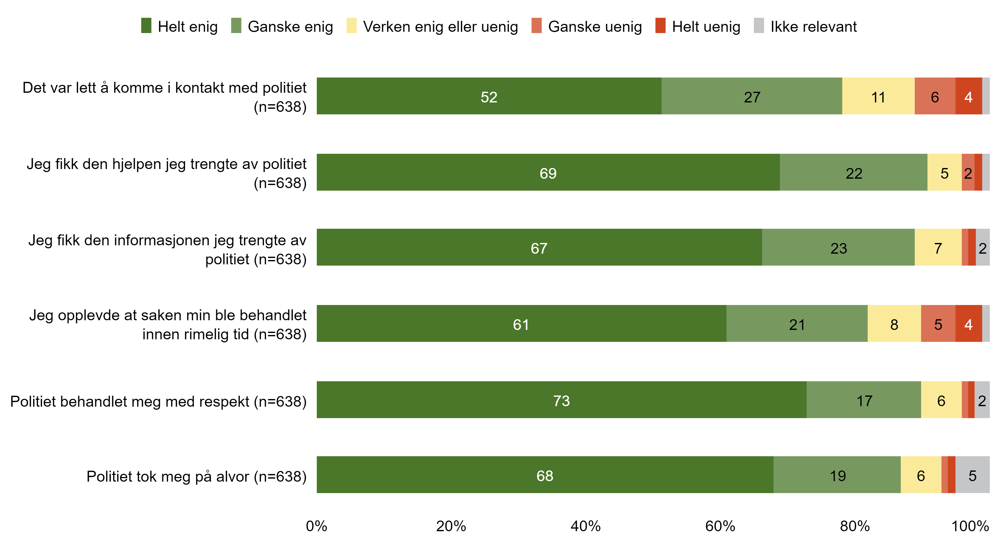 Helt enig Ganske enig Verken enig eller uenig Ganske uenig Helt uenig Ikke relevant
Det var lett å komme i kontakt med politiet
(n=638)
52 27 11 6 4
Jeg fikk den hjelpen jeg trengte av politiet
(n=638)
69 22 5 2
Jeg fikk den informasjonen jeg trengte av
politiet (n=638)
67 23 7 2
Jeg opplevde at saken min ble behandlet
innen rimelig tid (n=638)
61 21 8 5 4
Politiet behandlet meg med respekt (n=638)
73 17 6 2
Politiet tok meg på alvor (n=638)
68 19 6 5
0% 20% 40% 60% 80% 100%